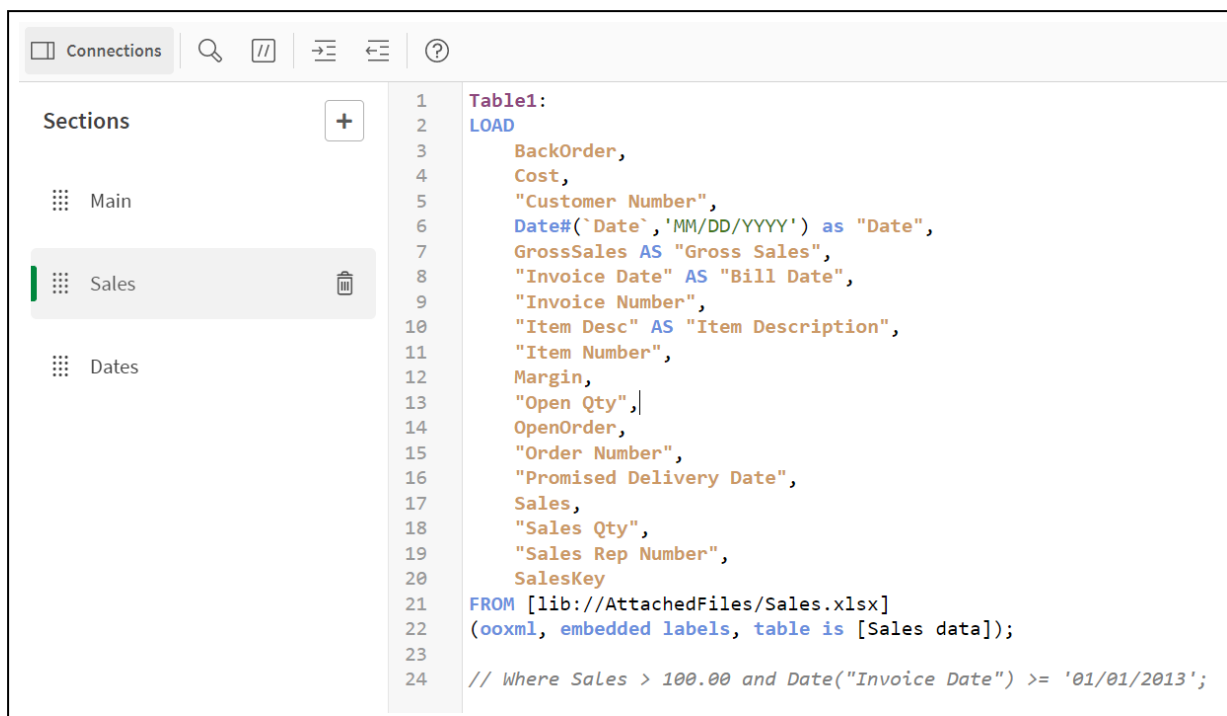 Connections
Sections
+
Main
Sales
Dates
1 Table1:
2 LOAD
3 BackOrder,
4 Cost,
5 "Customer Number",
6 Date#(`Date`,'MM/DD/YYYY') as "Date",
7 GrossSales AS "Gross Sales",
8 "Invoice Date" AS "Bill Date",
9 "Invoice Number",
10 "Item Desc" AS "Item Description",
11 "Item Number",
12 Margin,
13 "Open Qty",
14 OpenOrder,
15 "Order Number",
16 "Promised Delivery Date",
17 Sales,
18 "Sales Qty",
19 "Sales Rep Number",
20 SalesKey
21 FROM [lib://AttachedFiles/Sales.xlsx]
22 (ooxml, embedded labels, table is [Sales data]);
23
24 // Where Sales > 100.00 and Date("Invoice Date") >= '01/01/2013';